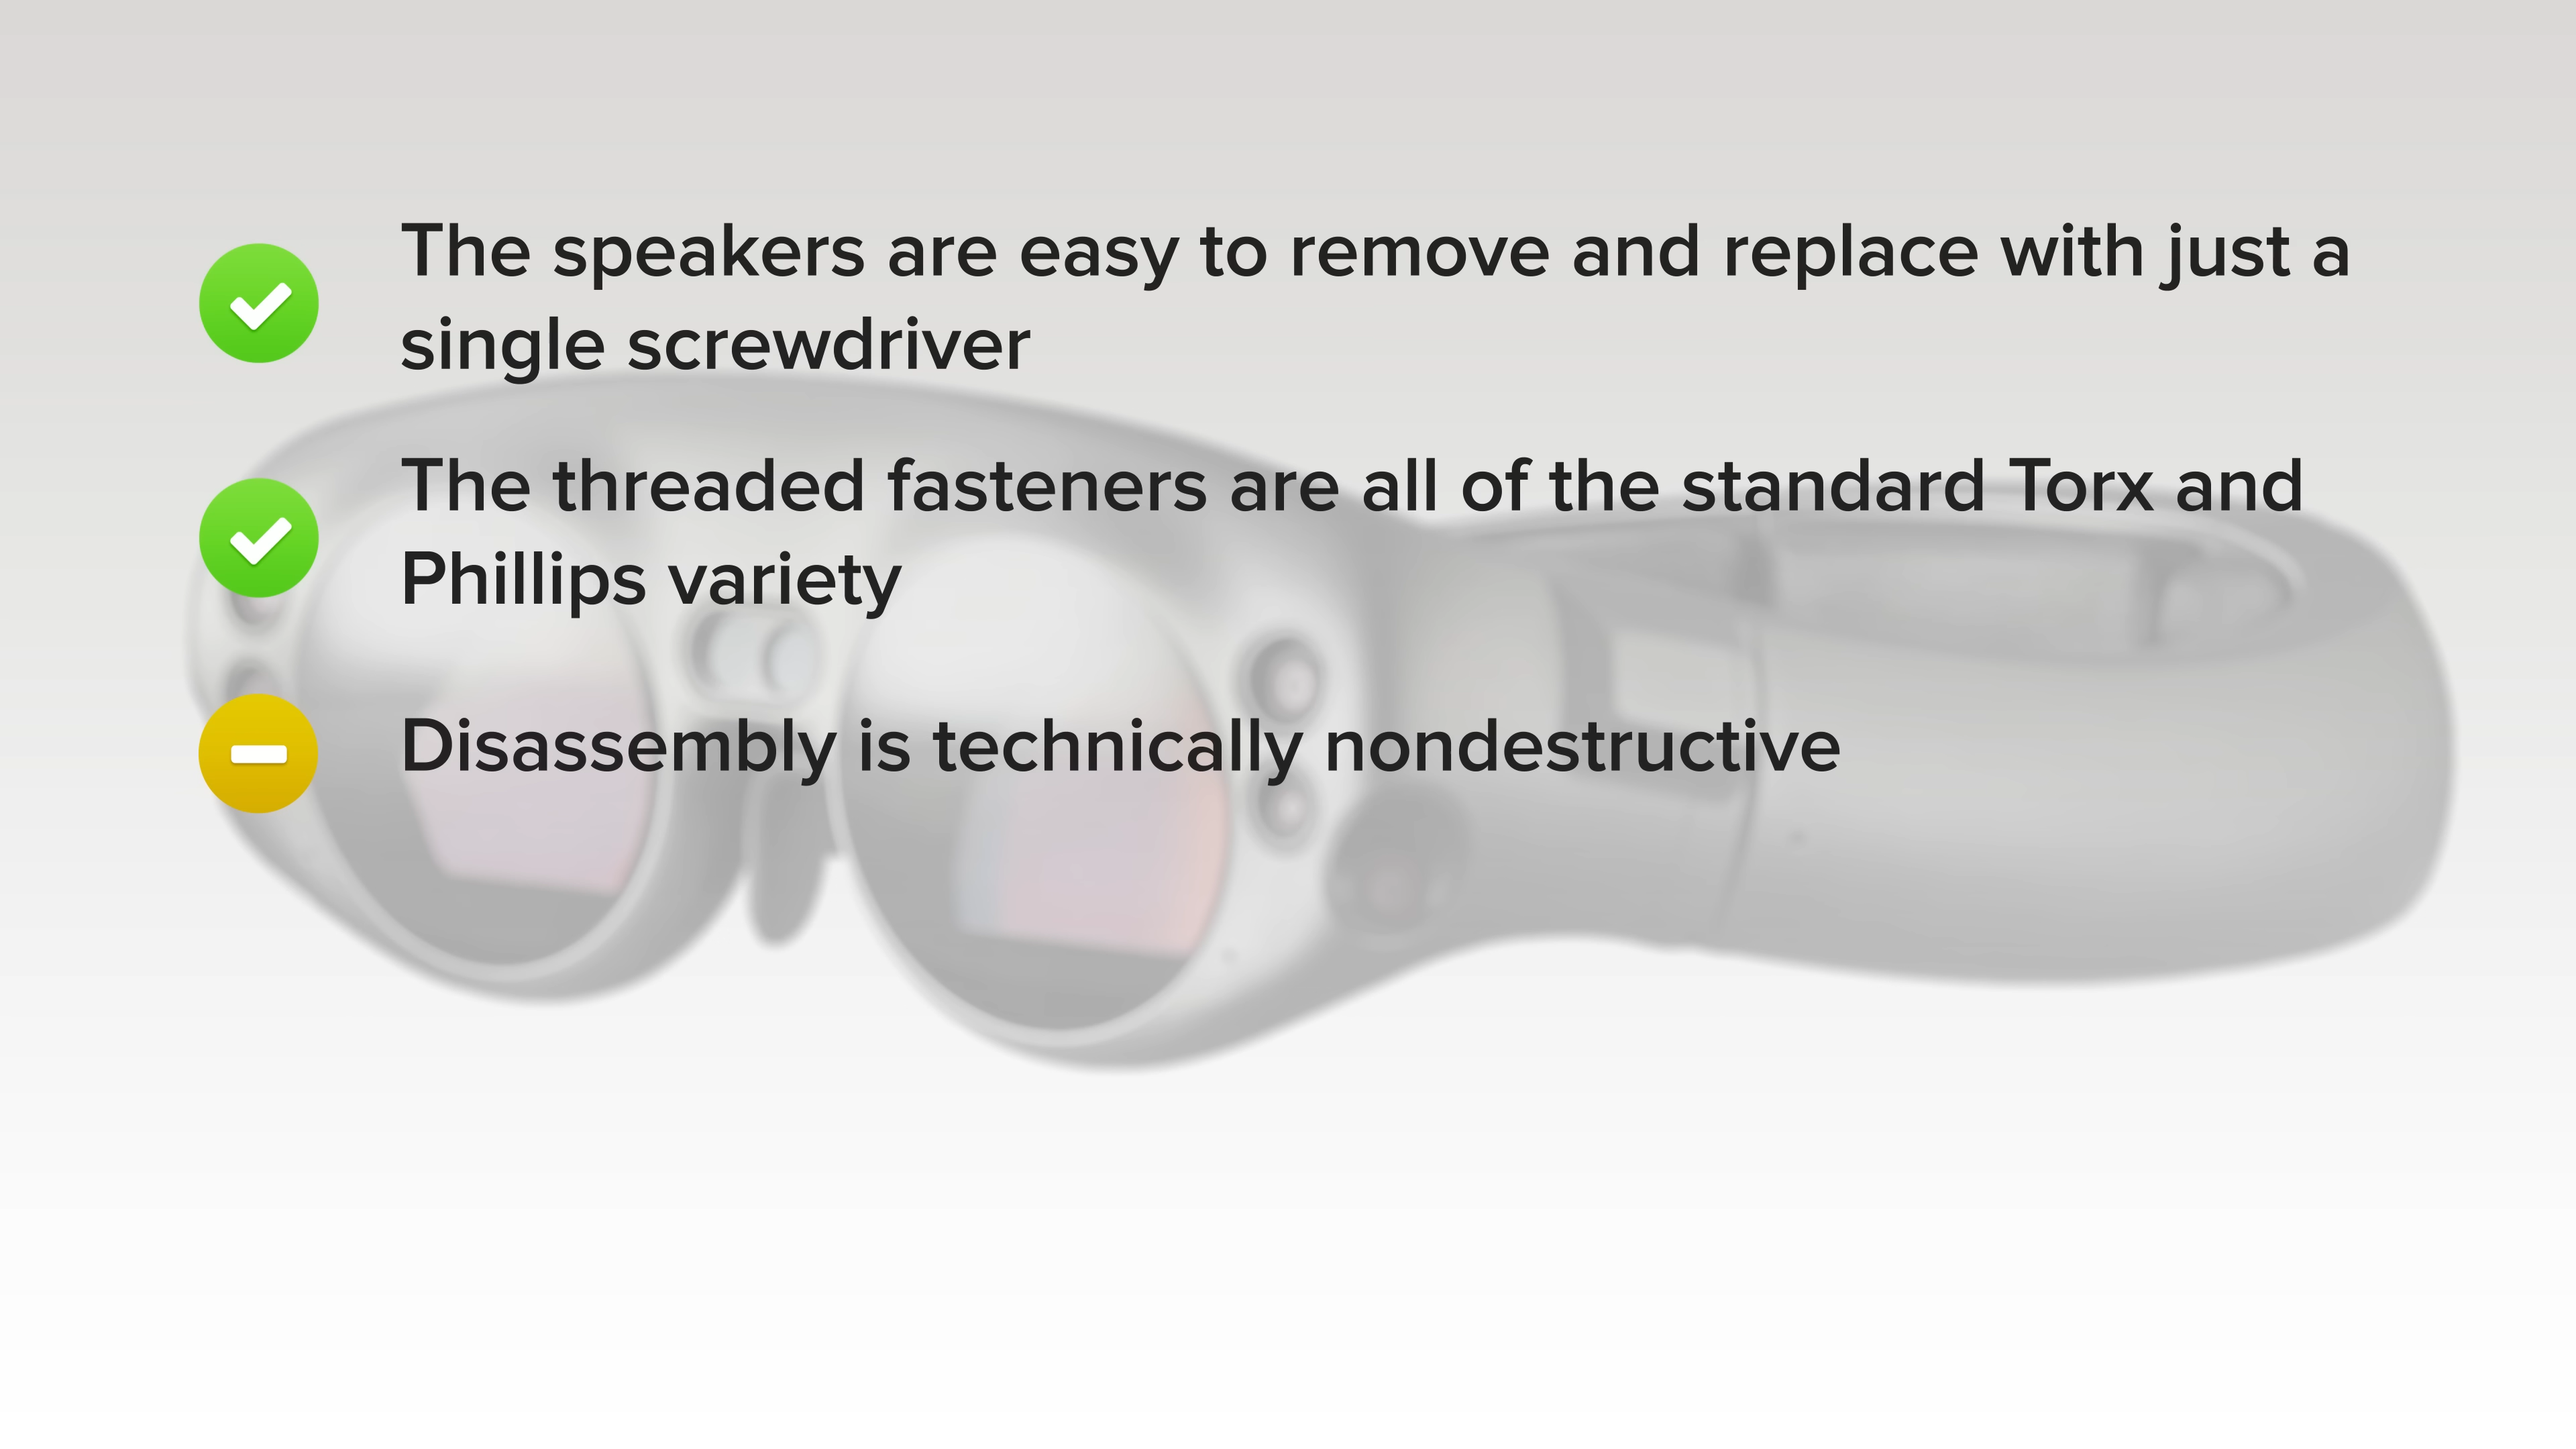 The speakers are easy to remove and replace with just a
single screwdriver
The threaded fasteners are all of the standard Torx and
Phillips variety
Disassembly is technically nondestructive